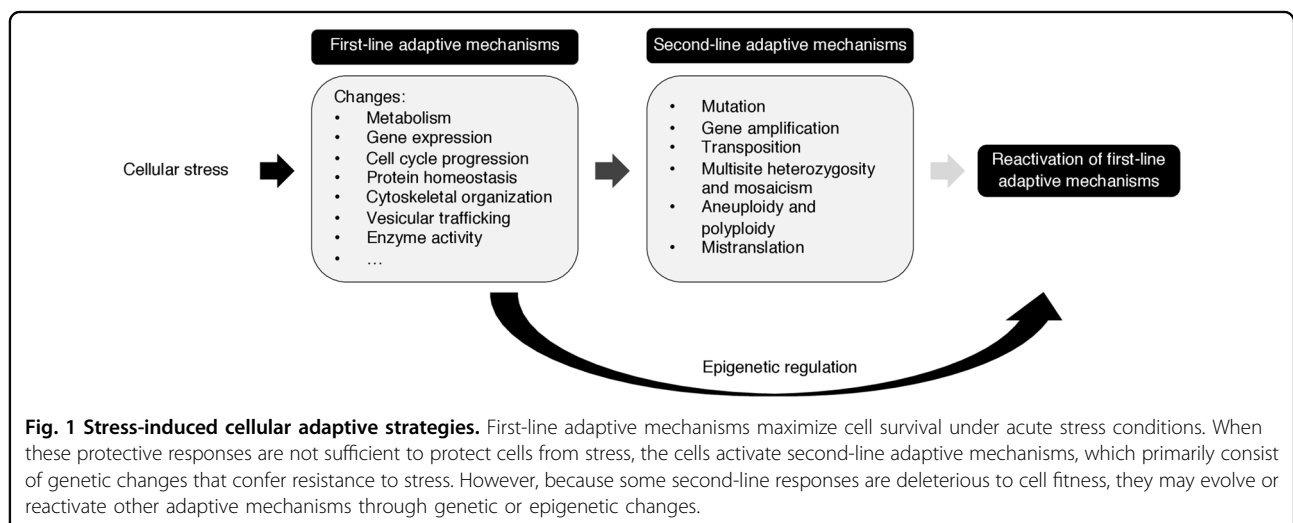 First-line adaptive mechanisms
Second-line adaptive mechanisms
Cellular stress
Changes:
• Metabolism
• Gene expression
• Cell cycle progression
• Protein homeostasis
• Cytoskeletal organization
• Vesicular trafficking
• Enzyme activity
• …
• Mutation
• Gene amplification
• Transposition
• Multisite heterozygosity
and mosaicism
• Aneuploidy and
polyploidy
• Mistranslation
Reactivation of first-line
adaptive mechanisms
Epigenetic regulation
Fig. 1 Stress-induced cellular adaptive strategies. First-line adaptive mechanisms maximize cell survival under acute stress conditions. When
these protective responses are not sufficient to protect cells from stress, the cells activate second-line adaptive mechanisms, which primarily consist
of genetic changes that confer resistance to stress. However, because some second-line responses are deleterious to cell fitness, they may evolve or
reactivate other adaptive mechanisms through genetic or epigenetic changes.